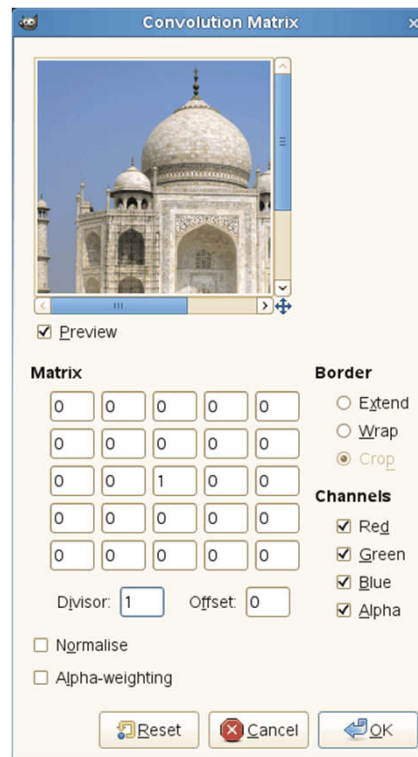 Convolution Matrix
Preview
Matrix
0 0 0 0 0
0 0 0 0 0
0 0 1 0 0
0 0 0 0 0
0 0 0 0 0
Divisor: 1 Offset: 0
Normalise
Alpha-weighting
Border
Extend
Wrap
Crop
Channels
Red
Green
Blue
Alpha
Reset Cancel OK